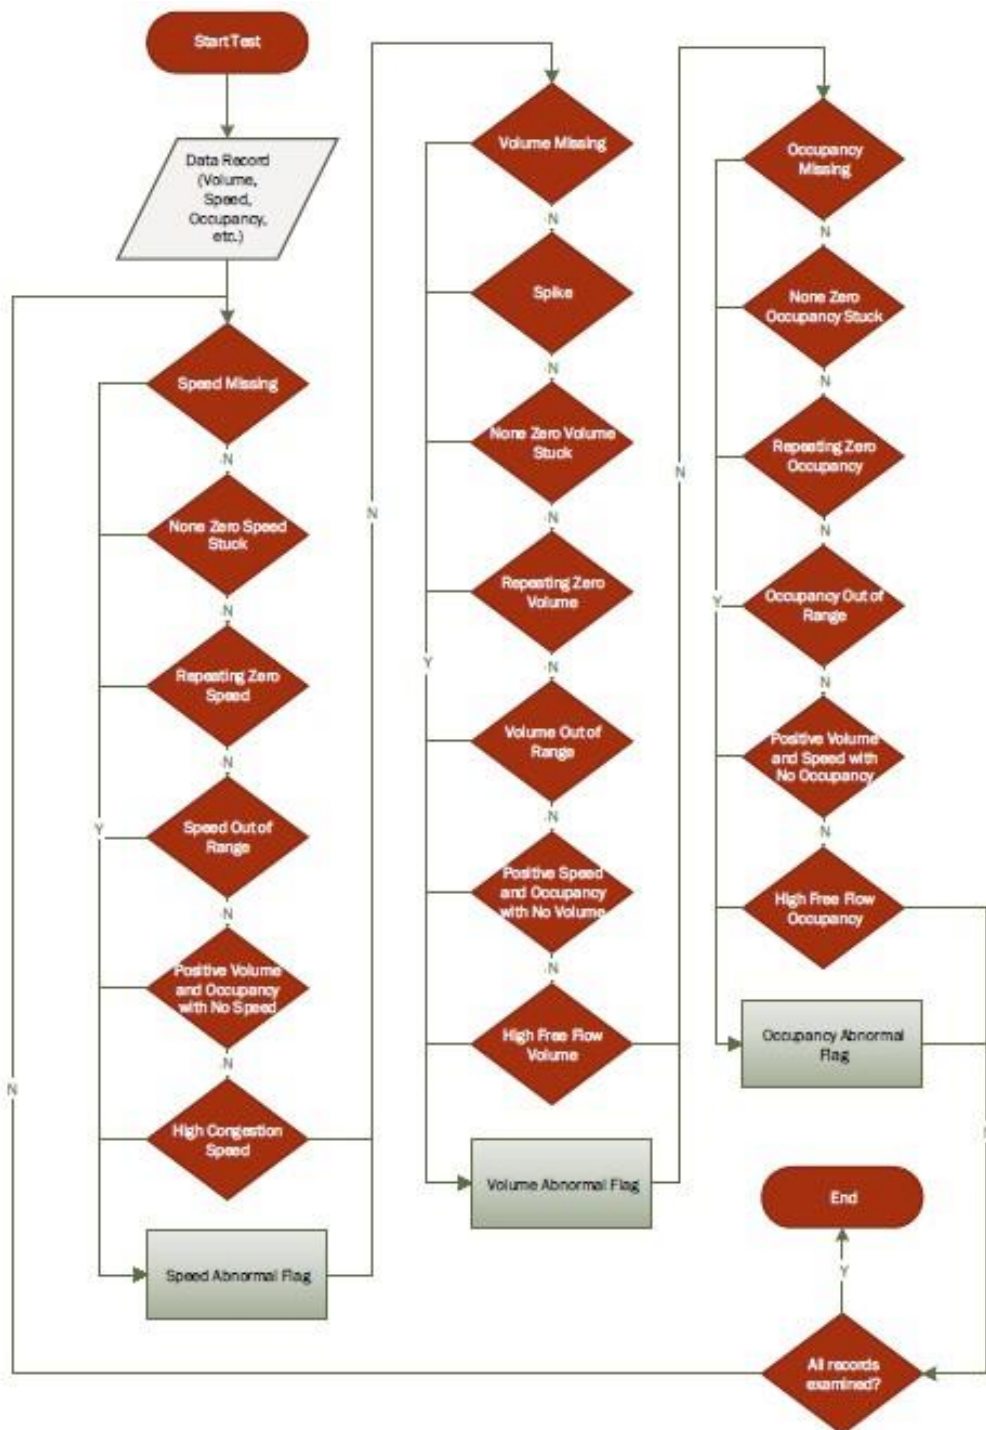 Start Test
Data Record
(Volume,
Speed,
Occupancy,
etc.)
Speed Missing
N
None Zero Speed
Stuck
N
Repeating Zero
Speed
N
Speed Out of
Range
Y
N
Positive Volume
and Occupancy
with No Speed
N
High Congestion
Speed
Speed Abnormal Flag
N
N
Volume Missing
N
Spike
N
None Zero Volume
Stuck
N
Repeating Zero
Volume
N
Y
Volume Out of
Range
N
Positive Speed
and Occupancy
with No Volume
N
High Free Flow
Volume
Volume Abnormal Flag
N
Occupancy
Missing
N
None Zero
Occupancy Stuck
N
Repeating Zero
Occupancy
N
Occupancy Out of
Range
Y
N
Positive Volume
and Speed with
No Occupancy
N
High Free Flow
Occupancy
Occupancy Abnormal
Flag
End
Y
All records
examined?